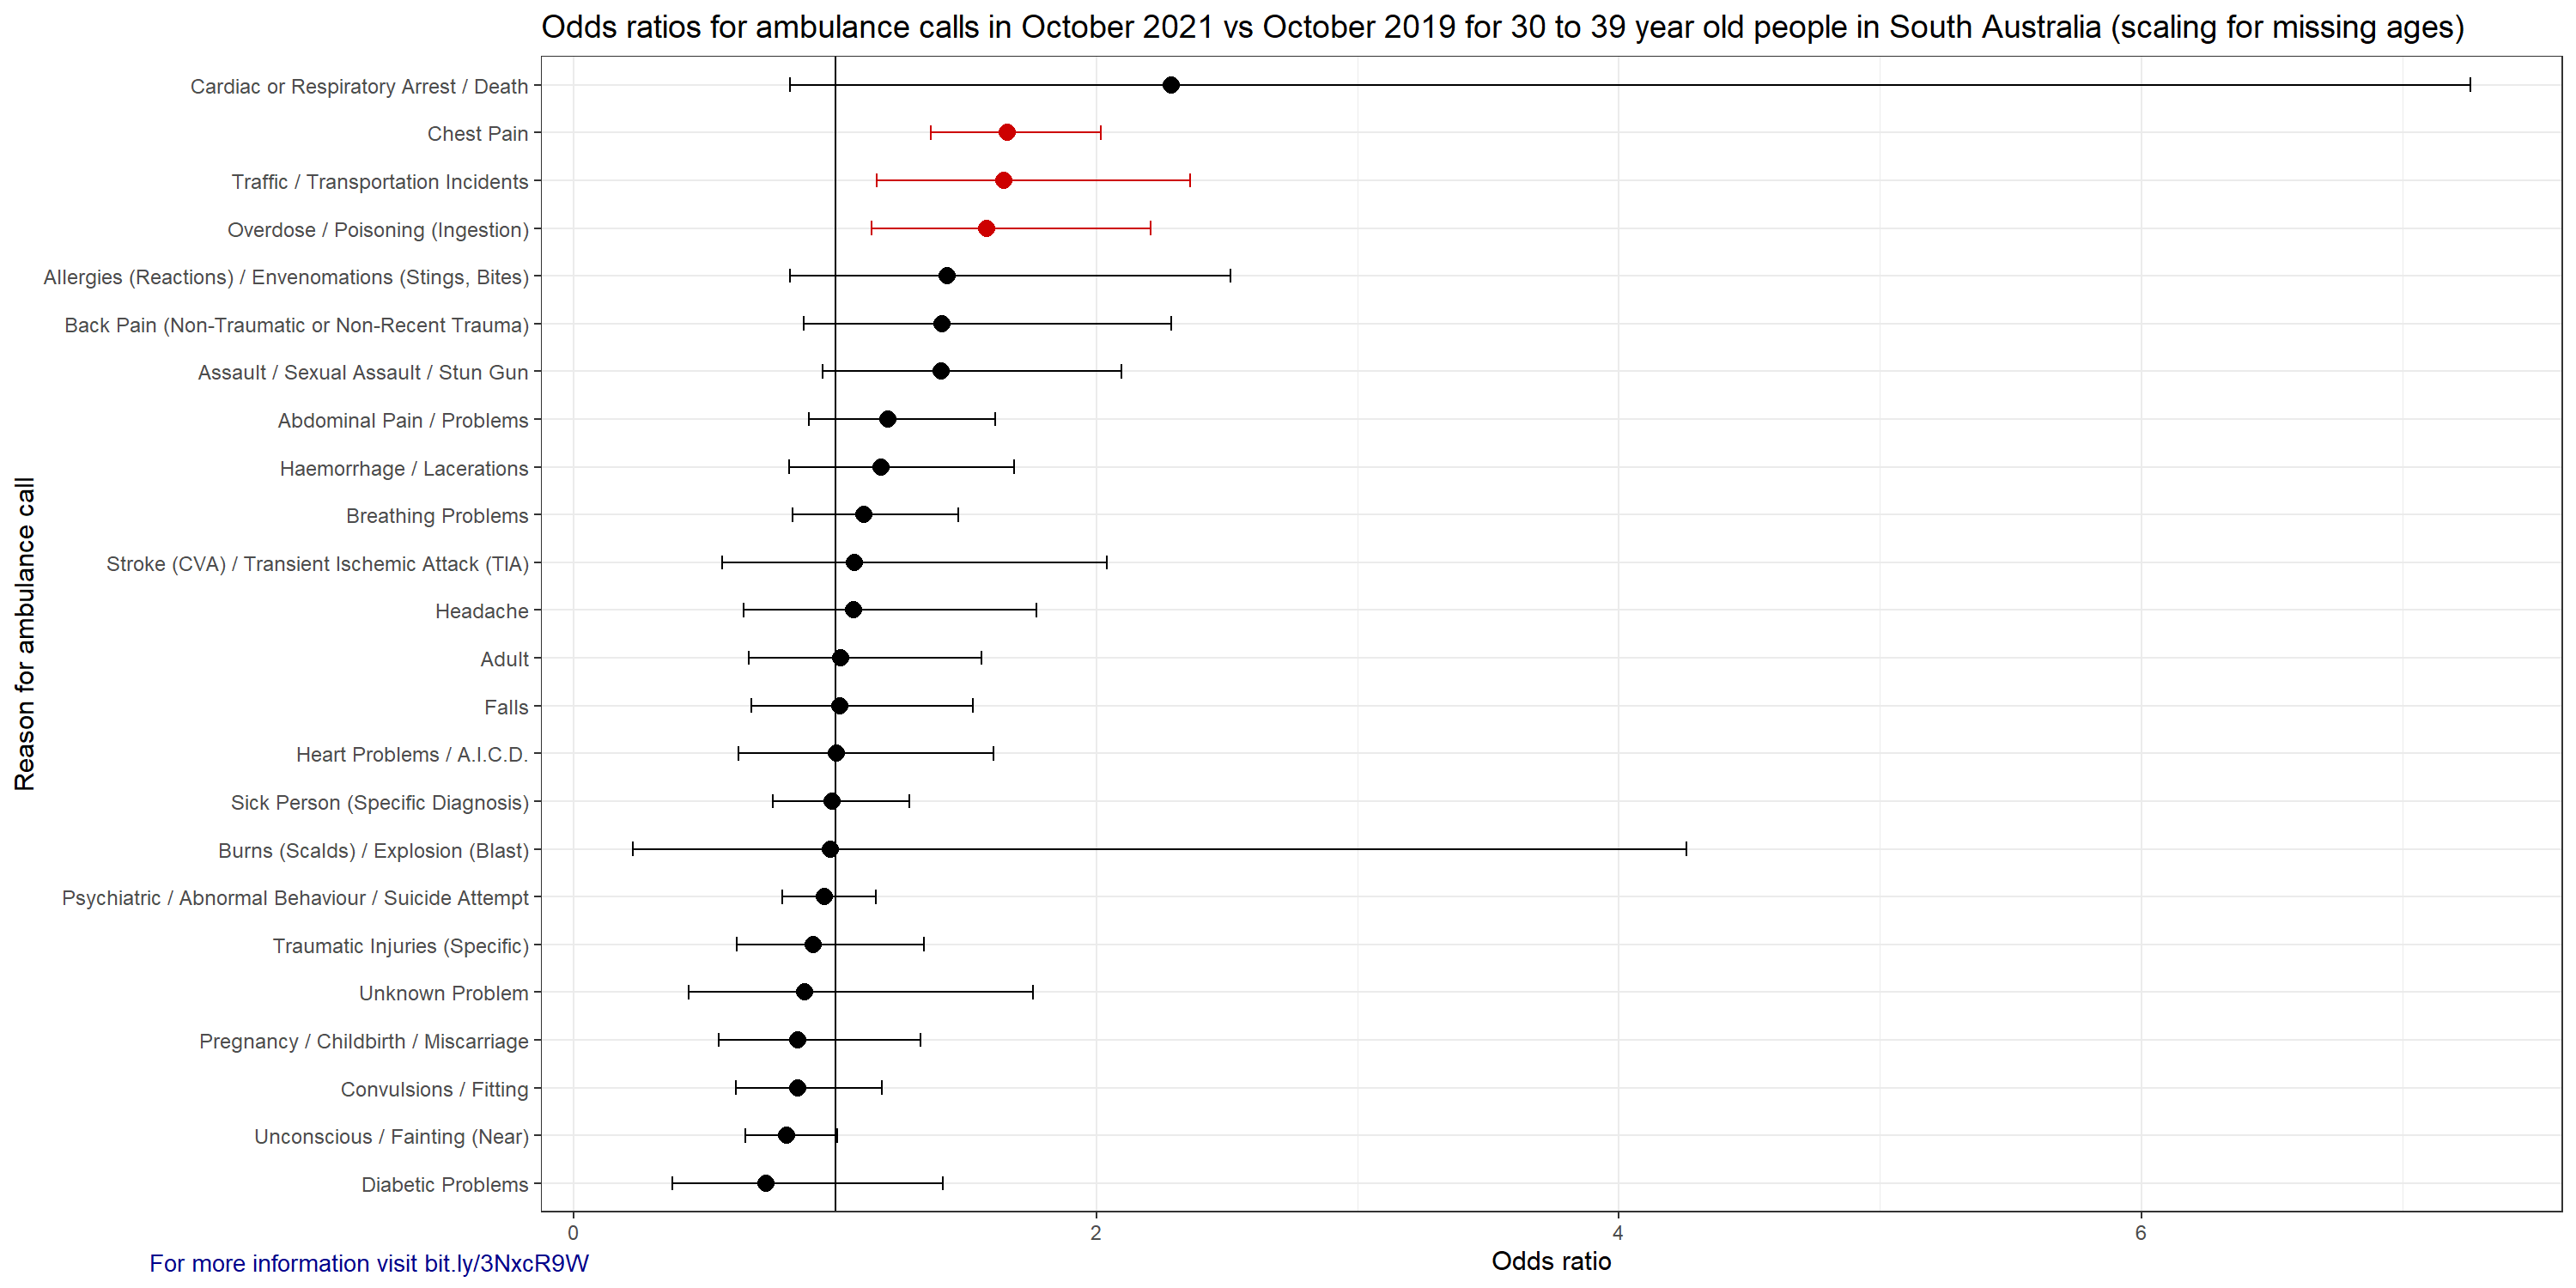 Odds ratios for ambulance calls in October 2021 vs October 2019 for 30 to 39 year old people in South Australia (scaling for missing ages)
Reason for ambulance call
Cardiac or Respiratory Arrest / Death
Chest Pain
Traffic / Transportation Incidents
Overdose / Poisoning (Ingestion)
Allergies (Reactions) / Envenomations (Stings, Bites)
Back Pain (Non-Traumatic or Non-Recent Trauma)
Assault / Sexual Assault / Stun Gun
Abdominal Pain / Problems
Haemorrhage / Lacerations
Breathing Problems
Stroke (CVA) / Transient Ischemic Attack (TIA)
Headache
Adult
Falls
Heart Problems / A.I.C.D.
Sick Person (Specific Diagnosis)
Burns (Scalds) / Explosion (Blast)
Psychiatric / Abnormal Behaviour / Suicide Attempt
Traumatic Injuries (Specific)
Unknown Problem
Pregnancy / Childbirth / Miscarriage
Convulsions / Fitting
Unconscious / Fainting (Near)
Diabetic Problems
0 2 4 6
Odds ratio
For more information visit bit.ly/3NxcR9W